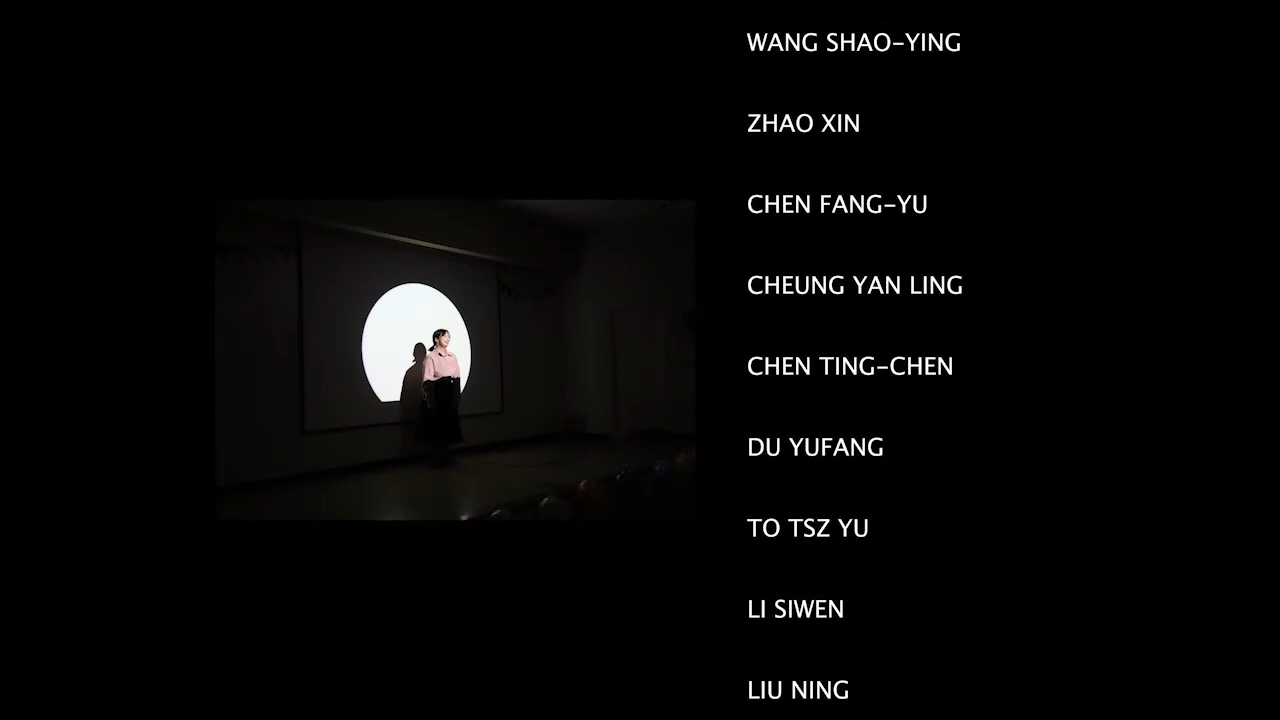 WANG SHAO-YING
ZHAO XIN
CHEN FANG-YU
CHEUNG YAN LING
CHEN TING-CHEN
DU YUFANG
TO TSZ YU
LI SIWEN
LIU NING